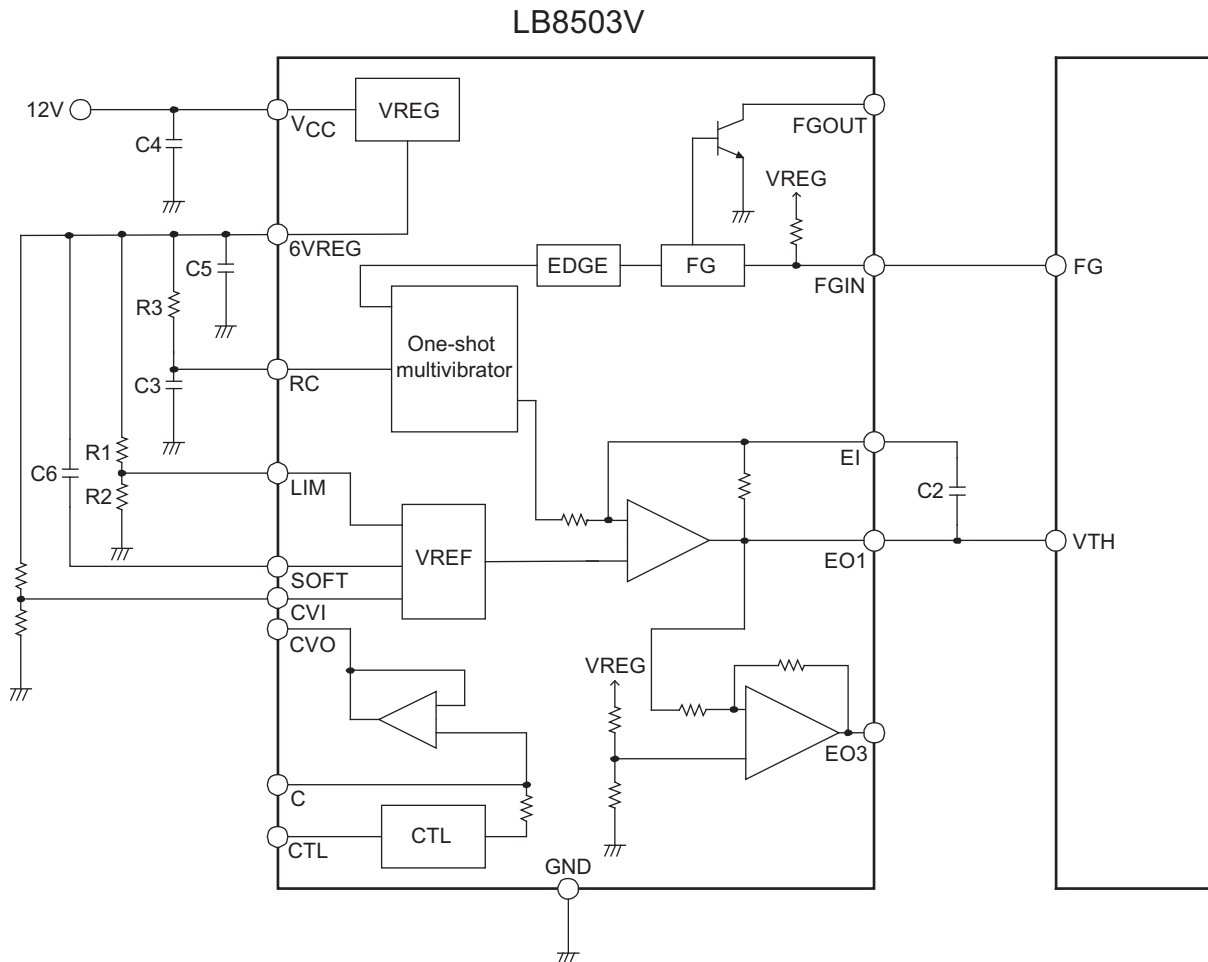 LB8503V
12V
C4
VCC
VREG
FGOUT
VREG
6VREG
C5
EDGE
FG
FGIN
FG
R3
One-shot
multivibrator
RC
C3
R1
C6
R2
LIM
EI
C2
VREF
SOFT
EO1
VTH
CVI
CVO
VREG
EO3
C
CTL
CTL
GND